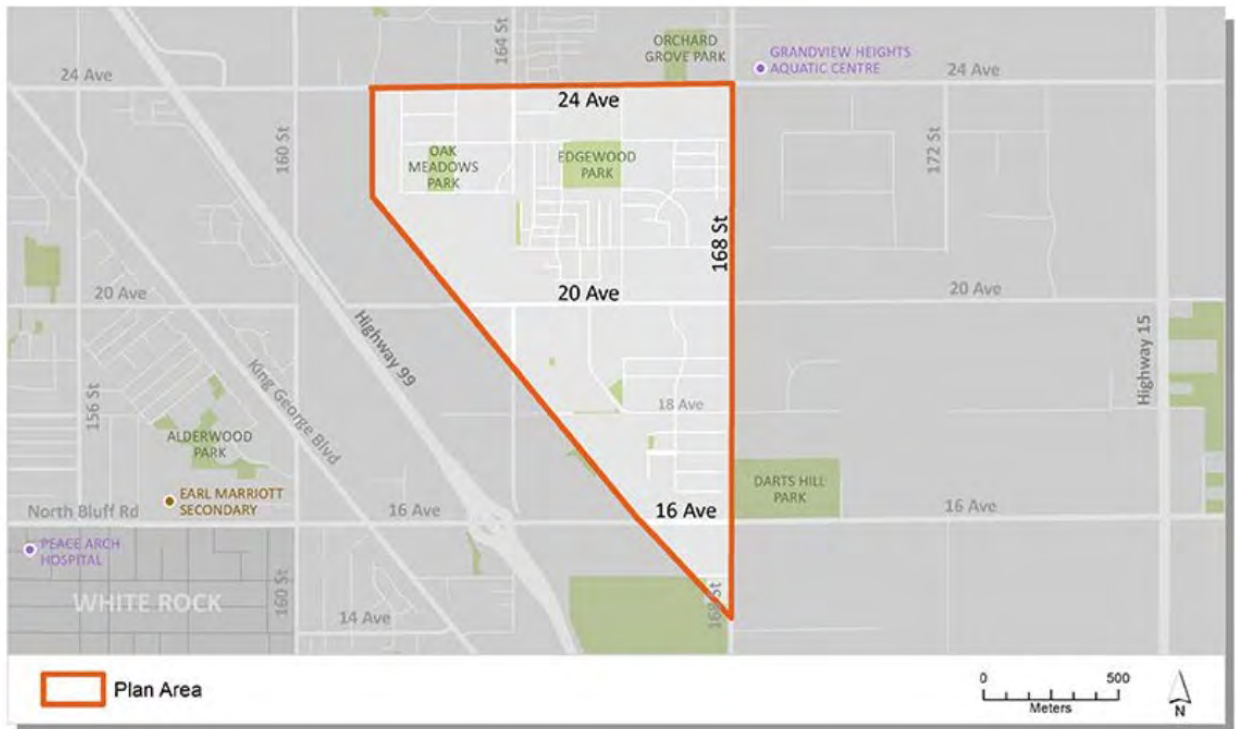 ORCHARD
GROVE PARK
164 St
GRANDVIEW HEIGHTS
AQUATIC CENTRE
24 Ave
24 Ave
24 Ave
160 St
OAK
MEADOWS
PARK
EDGEWOOD
PARK
172 St
168 St
20 Ave
20 Ave
20 Ave
Highway 99
Highway 15
King George Blvd
156 St
18 Ave
ALDERWOOD
PARK
EARL MARRIOTT
SECONDARY
DARTS HILL
PARK
North Bluff Rd
16 Ave
16 Ave
16 Ave
PEACE ARCH
HOSPITAL
WHITE ROCK
160 St
168 St
14 Ave
Plan Area
0 500
Meters
N